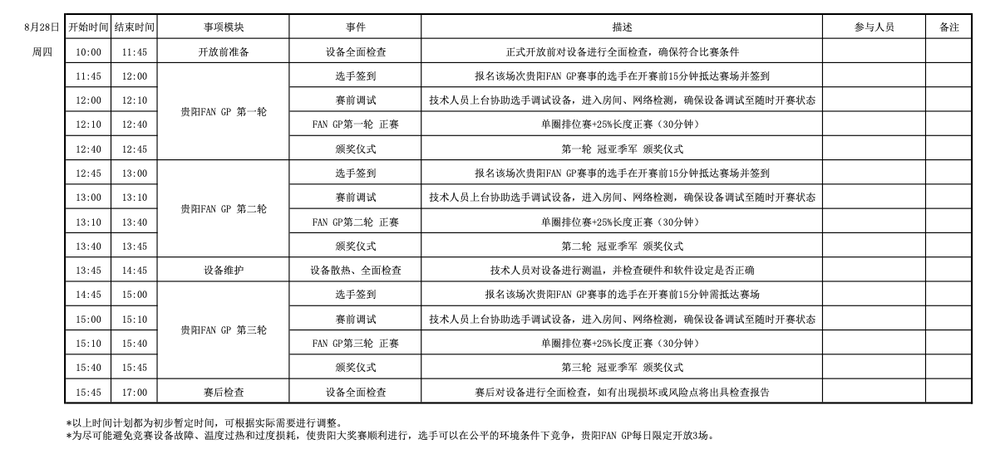 8月28日 开始时间 结束时间 事项模块 事件 描述 参与人员 备注
周四 10:00 11:45 开放前准备 设备全面检查 正式开放前对设备进行全面检查，确保符合比赛条件
11:45 12:00 选手签到 报名该场次贵阳FAN GP赛事的选手在开赛前15分钟抵达赛场并签到
12:00 12:10 赛前调试 技术人员上台协助选手调试设备，进入房间、网络检测，确保设备调试至随时开赛状态
贵阳FAN GP 第一轮
12:10 12:40 FAN GP第一轮 正赛 单圈排位赛+25%长度正赛（30分钟）
12:40 12:45 颁奖仪式 第一轮 冠亚季军 颁奖仪式
12:45 13:00 选手签到 报名该场次贵阳FAN GP赛事的选手在开赛前15分钟抵达赛场并签到
13:00 13:10 赛前调试 技术人员上台协助选手调试设备，进入房间、网络检测，确保设备调试至随时开赛状态
贵阳FAN GP 第二轮
13:10 13:40 FAN GP第二轮 正赛 单圈排位赛+25%长度正赛（30分钟）
13:40 13:45 颁奖仪式 第二轮 冠亚季军 颁奖仪式
13:45 14:45 设备维护 设备散热、全面检查 技术人员对设备进行测温，并检查硬件和软件设定是否正确
14:45 15:00 选手签到 报名该场次贵阳FAN GP赛事的选手在开赛前15分钟需抵达赛场
15:00 15:10 赛前调试 技术人员上台协助选手调试设备，进入房间、网络检测，确保设备调试至随时开赛状态
贵阳FAN GP 第三轮
15:10 15:40 FAN GP第三轮 正赛 单圈排位赛+25%长度正赛（30分钟）
15:40 15:45 颁奖仪式 第三轮 冠亚季军 颁奖仪式
15:45 17:00 赛后检查 设备全面检查 赛后对设备进行全面检查，如有出现损坏或风险点将出具检查报告
*以上时间计划都为初步暂定时间，可根据实际需要进行调整。
*为尽可能避免竞赛设备故障、温度过热和过度损耗，使贵阳大奖赛顺利进行，选手可以在公平的环境条件下竞争，贵阳FAN GP每日限定开放3场。